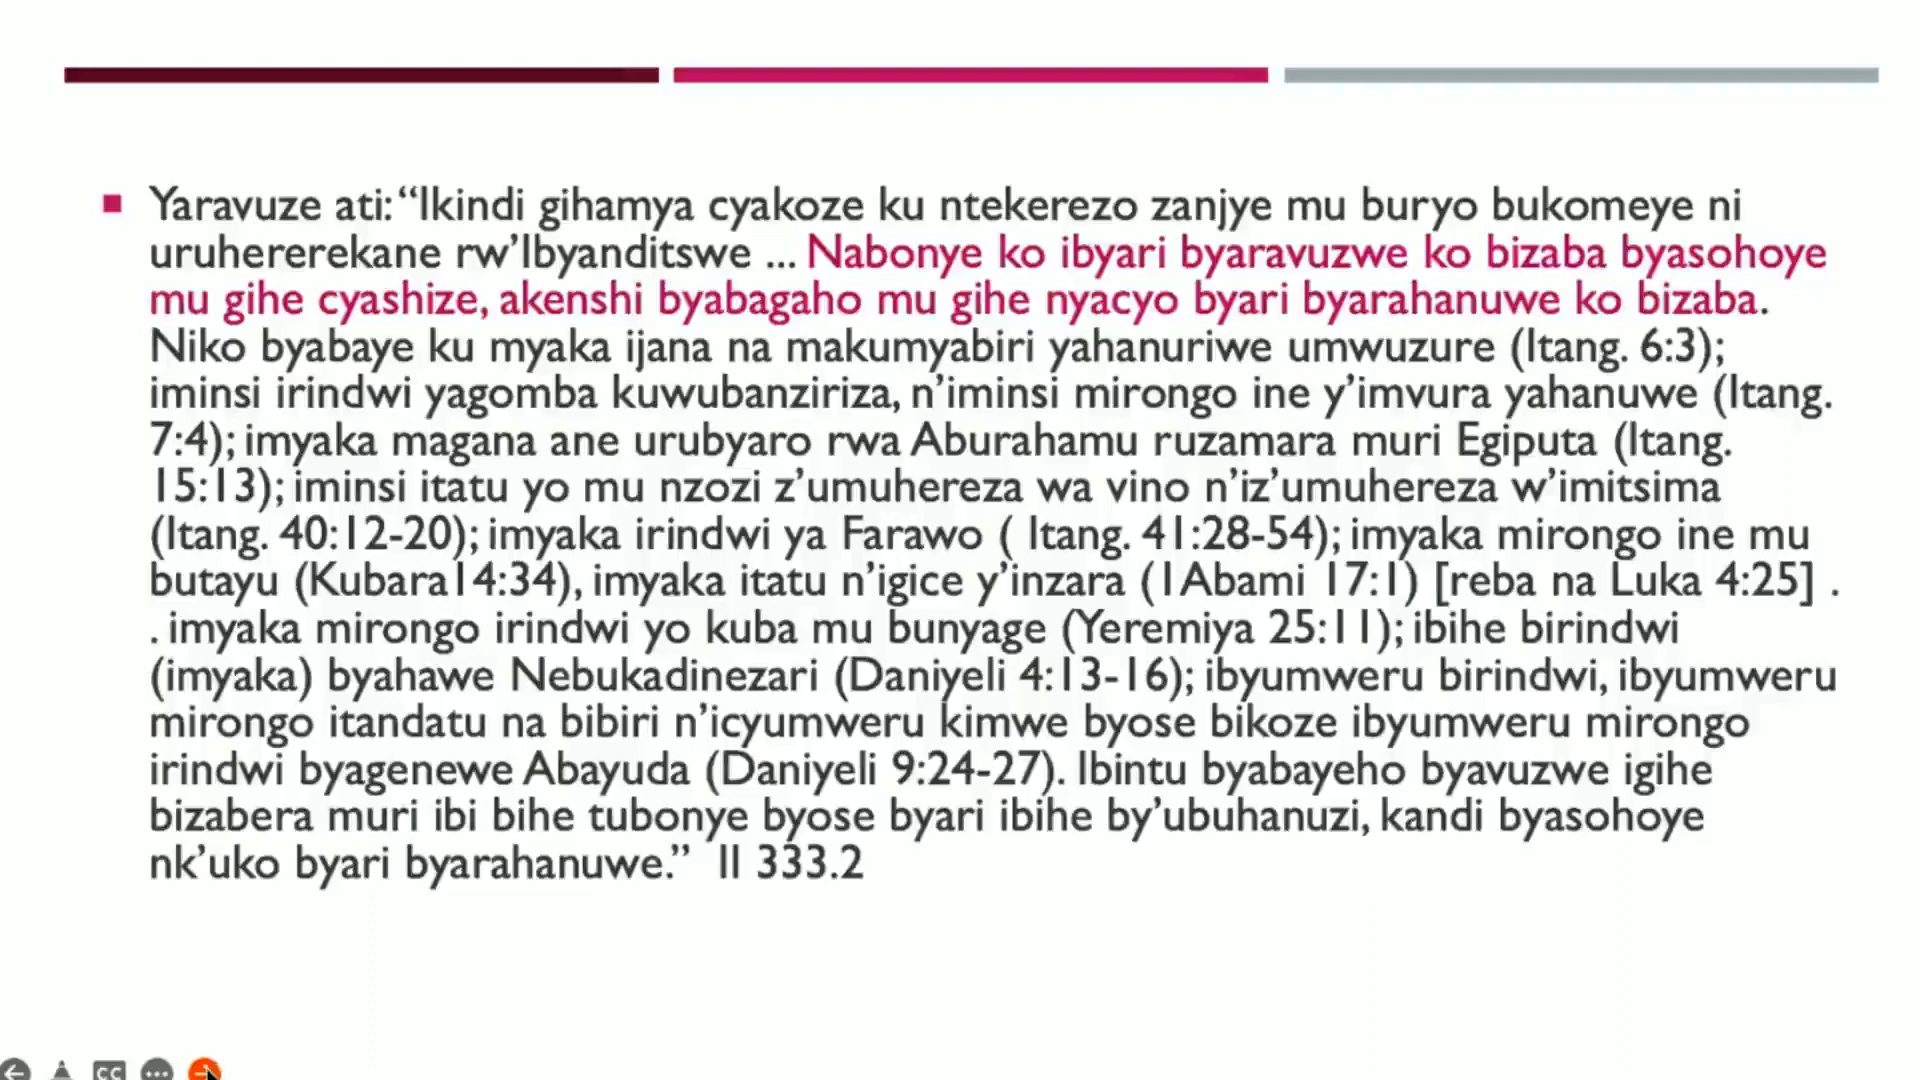 Yaravuze ati: “Ikindi gihamya cyakoze ku ntekerezo zanjye mu buryo bukomeye ni
uruhererekane rw’Ibyanditswe ... Nabonye ko ibyari byaravuzwe ko bizaba byasohoye
mu gihe cyashize, akenshi byabagaho mu gihe nyacyo byari byarahanuwe ko bizaba.
Niko byabaye ku myaka ijana na makumyabiri yahanuriwe umwuzure (Itang. 6:3);
iminsi irindwi yagomba kuwubanziriza, n’iminsi mirongo ine y’imvura yahanuwe (Itang.
7:4); imyaka magana ane urubyaro rwa Aburahamu ruzamara muri Egiputa (Itang.
15:13); iminsi itatu yo mu nzozi z’umuhereza wa vino n’iz’umuhereza w’imitsima
(Itang. 40:12-20); imyaka irindwi ya Farawo ( Itang. 41:28-54); imyaka mirongo ine mu
butayu (Kubara14:34), imyaka itatu n’igice y’inzara (1Abami 17:1) [reba na Luka 4:25] .
. imyaka mirongo irindwi yo kuba mu bunyage (Yeremiya 25:11); ibihe birindwi
(imyaka) byahawe Nebukadinezari (Daniyeli 4:13-16); ibyumweru birindwi, ibyumweru
mirongo itandatu na bibiri n’icyumweru kimwe byose bikoze ibyumweru mirongo
irindwi byagenewe Abayuda (Daniyeli 9:24-27). Ibintu byabayeho byavuzwe igihe
bizabera muri ibi bihe tubonye byose byari ibihe by’ubuhanuzi, kandi byasohoye
nk’uko byari byarahanuwe.” II 333.2
CC